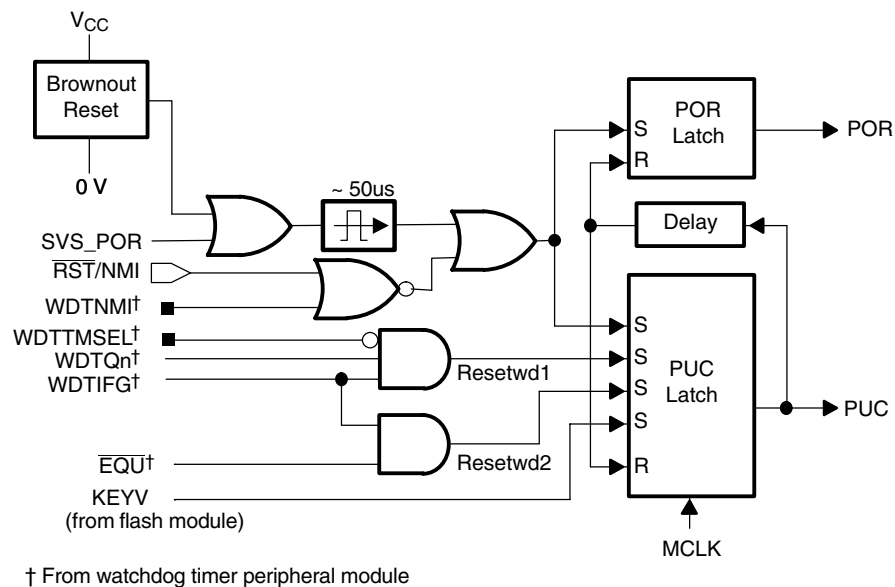 VCC
Brownout
Reset
0 V
~ 50us
SVS_POR
RST/NMI
WDTNMI†
WDTTMSEL†
WDTQn†
WDTIFG†
EQU†
KEYV
(from flash module)
Resetwd1
Resetwd2
S
R
POR
Latch
POR
Delay
S
S
S
S
R
PUC
Latch
PUC
MCLK
† From watchdog timer peripheral module